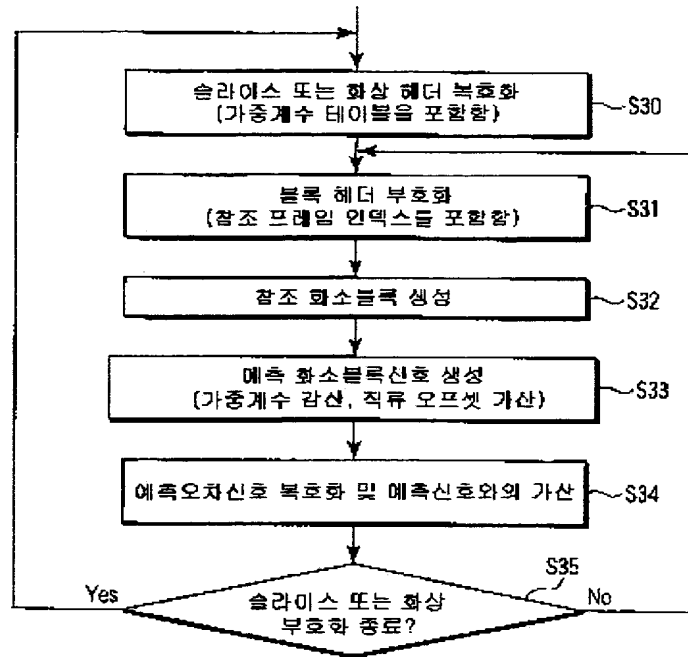 슬라이스 또는 화상 헤더 복호화
(가중계수 테이블을 포함함)
S30
블록 헤더 부호화
(참조 프레임 인덱스를 포함함)
S31
참조 화소블록 생성
S32
예측 화소블록신호 생성
(가중계수 감산, 직류 오프셋 가산)
S33
예측오차신호 복호화 및 예측신호와의 가산
S34
S35
Yes
슬라이스 또는 화상
부호화 종료?
No